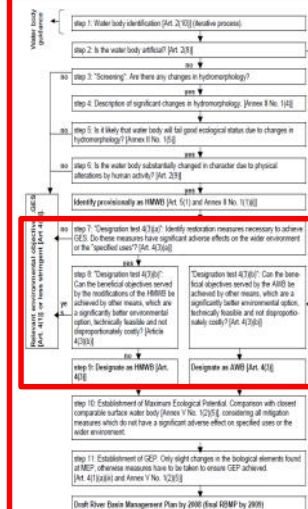 Water body
guidance
step 1: Water body identification [Art. 2(10)] (iterative process).
step 2: Is the water body artificial? [Art. 2(8)]
no
no
step 3: "Screening": Are there any changes in hydromorphology?
yes
step 4: Description of significant changes in hydromorphology. [Annex II No. 1(4)]
no
step 5: Is it likely that water body will fail good ecological status due to changes in
hydromorphology? [Annex II No. 1(5)]
yes
no
step 6: Is the water body substantially changed in character due to physical
alterations by human activity? [Art. 2(9)]
yes
Identify provisionally as HMWB [Art. 5(1) and Annex II No. 1(1)(i)]
Relevant environmental objective: GES
[Art. 4(1)] or less stringent [Art. 4(5)].
no
step 7: "Designation test 4(3)(a)": Identify restoration measures necessary to achieve
GES. Do these measures have significant adverse effects on the wider environment
or the "specified uses"? [Art. 4(3)(a)]
yes
step 8: "Designation test 4(3)(b)":
Can the beneficial objectives served
by the modifications of the HMWB be
achieved by other means, which are
a significantly better environmental
option, technically feasible and not
disproportionately costly? [Article
4(3)(b)]
"Designation test 4(3)(b)": Can the bene-
ficial objectives served by the AWB be
achieved by other means, which are a
significantly better environmental option,
technically feasible and not disproportio-
nately costly? [Art. 4(3)(b)]
ye
s
no
step 9: Designate as HMWB [Art.
4(3)]
Designate as AWB [Art. 4(3)]
step 10: Establishment of Maximum Ecological Potential. Comparison with closest
comparable surface water body [Annex V No. 1(2)(5)], considering all mitigation
measures which do not have a significant adverse effect on specified uses or the
wider environment.
step 11: Establishment of GEP. Only slight changes in the biological elements found
at MEP, otherwise measures have to be taken to ensure GEP achieved.
[Art. 4(1)(a)(iii) and Annex V No. 1(2)(5)]
Draft River Basin Management Plan by 2008 (final RBMP by 2009)